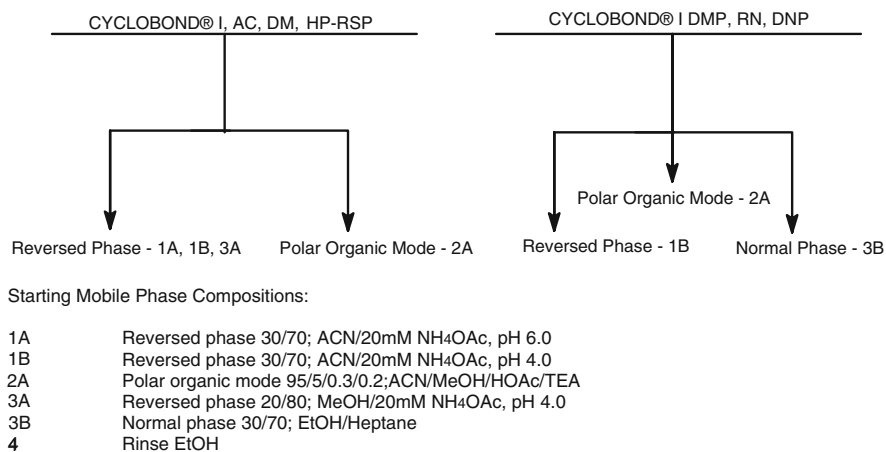 CYCLOBOND® I, AC, DM, HP-RSP
CYCLOBOND® I DMP, RN, DNP
Polar Organic Mode - 2A
Reversed Phase - 1A, 1B, 3A
Polar Organic Mode - 2A
Reversed Phase - 1B
Normal Phase - 3B
Starting Mobile Phase Compositions:
1A Reversed phase 30/70; ACN/20mM NH4OAc, pH 6.0
1B Reversed phase 30/70; ACN/20mM NH4OAc, pH 4.0
2A Polar organic mode 95/5/0.3/0.2;ACN/MeOH/HOAc/TEA
3A Reversed phase 20/80; MeOH/20mM NH4OAc, pH 4.0
3B Normal phase 30/70; EtOH/Heptane
4 Rinse EtOH